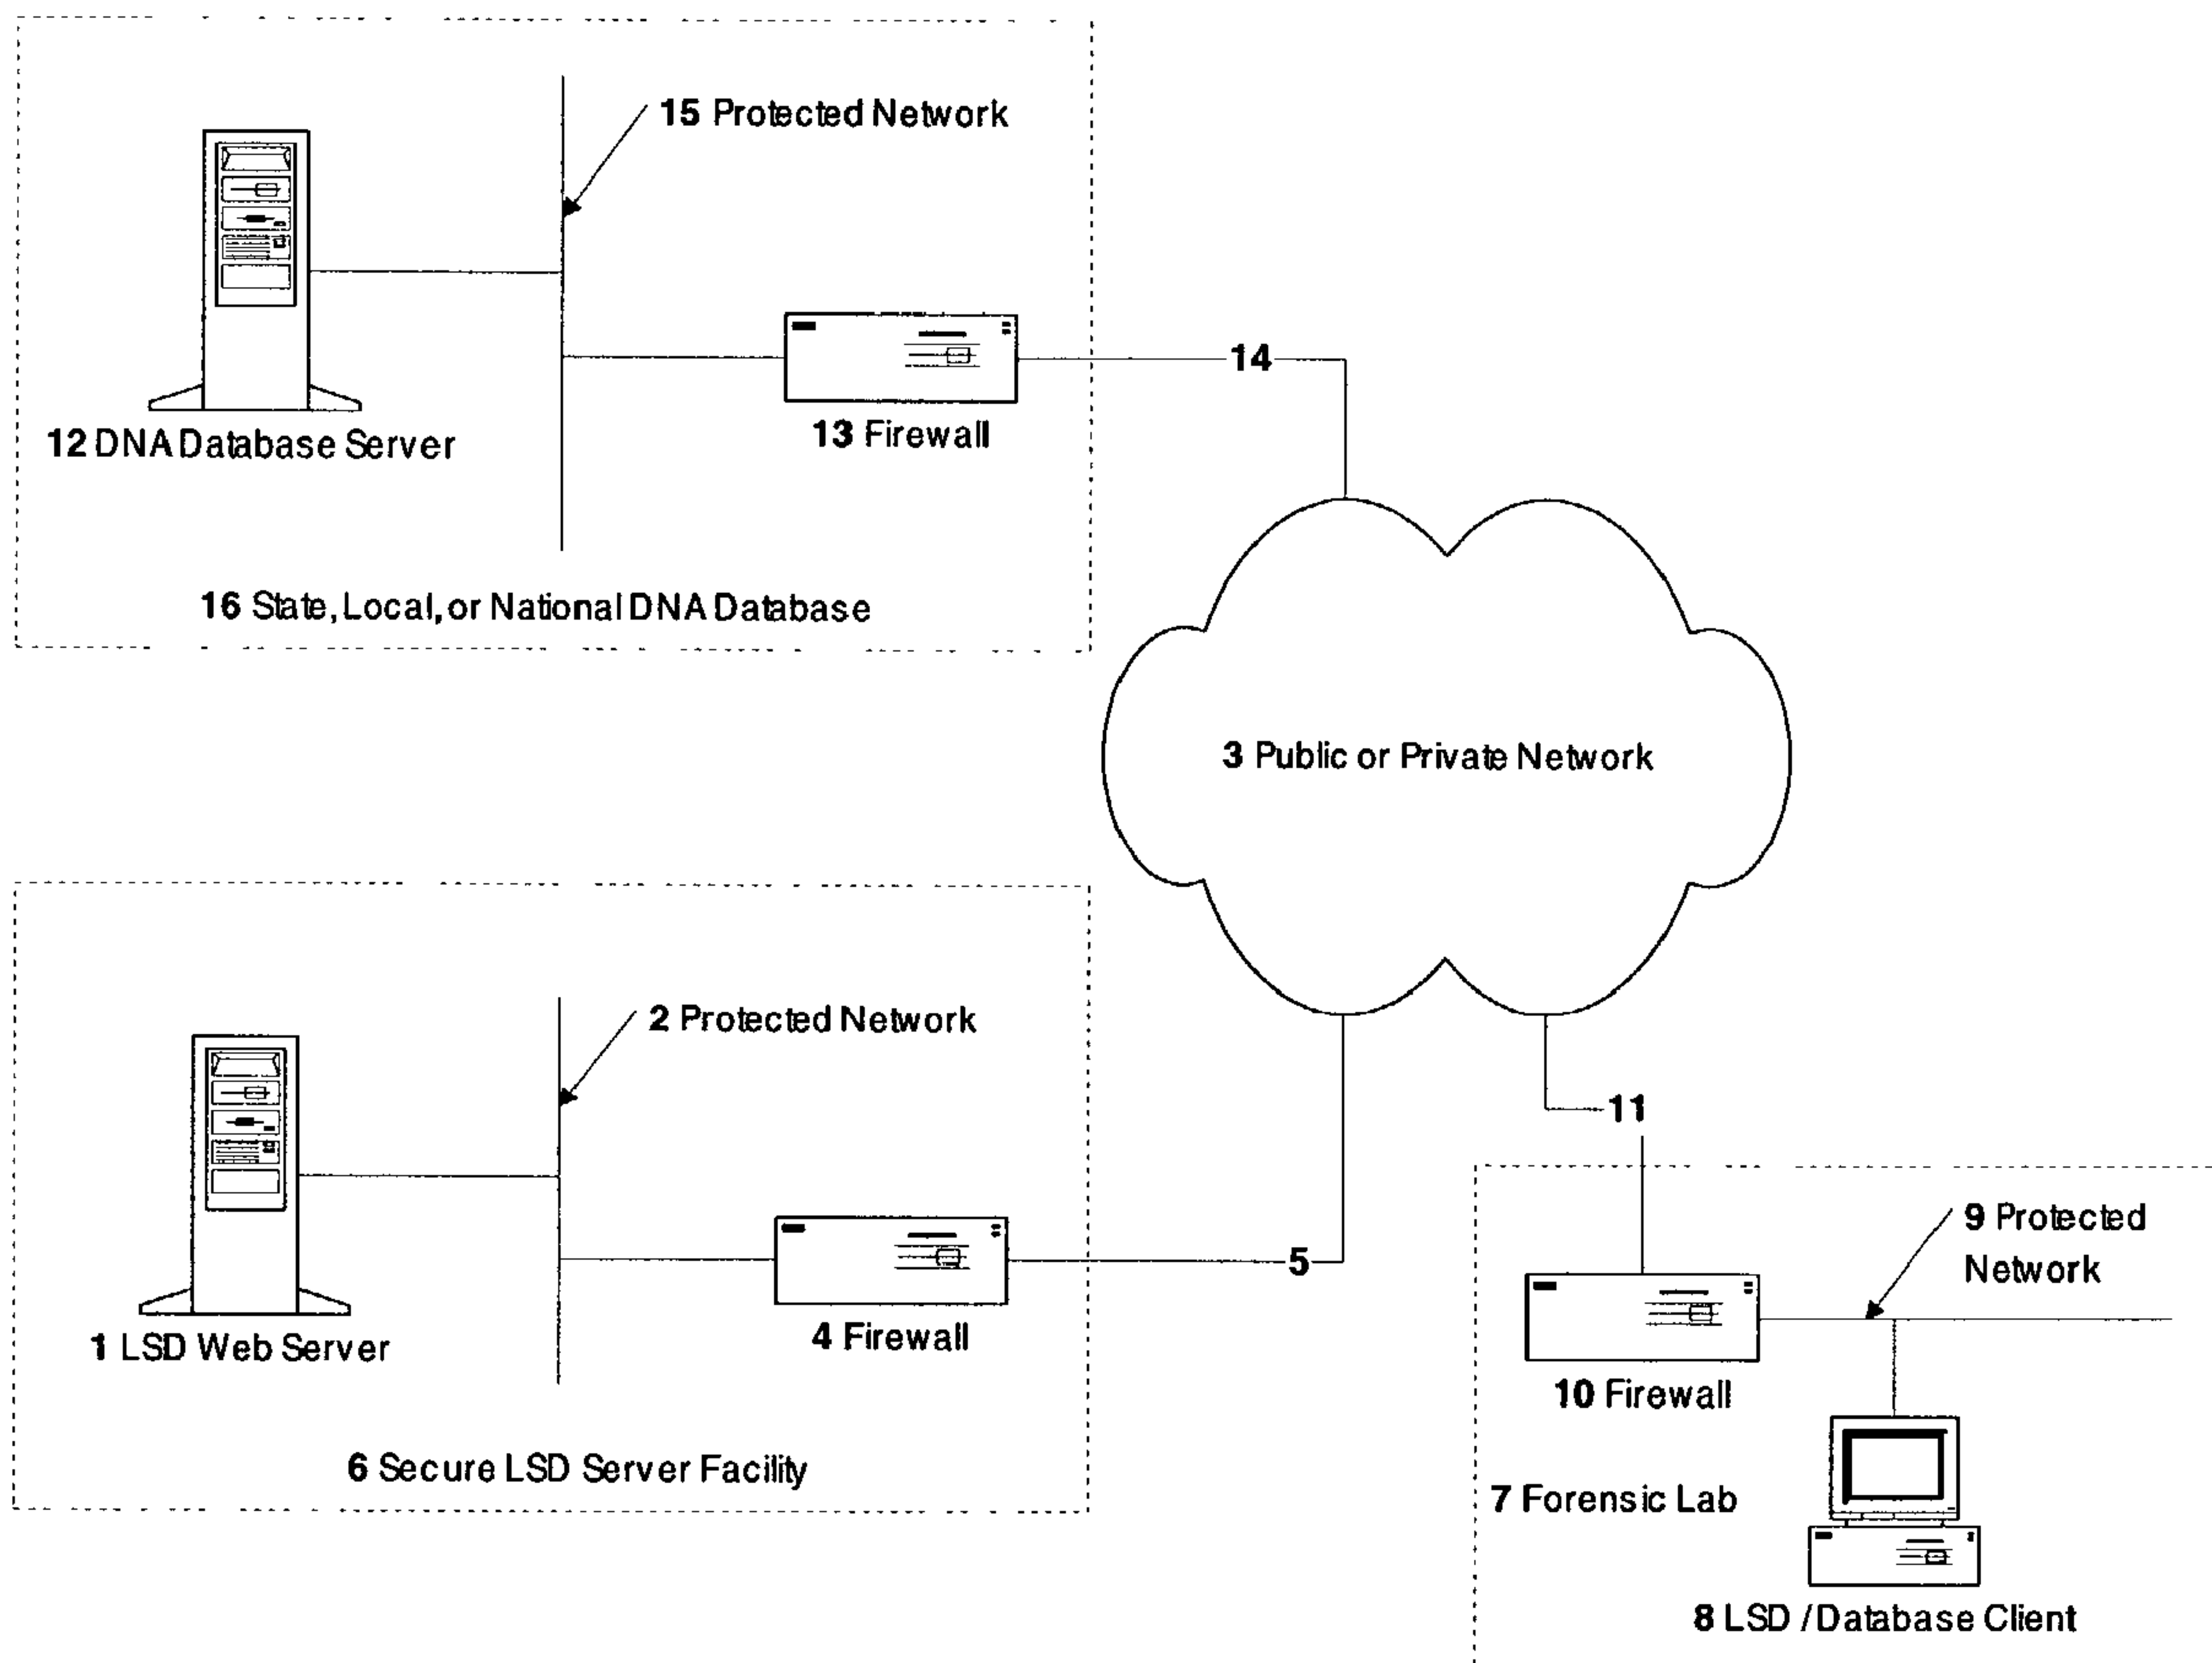 15 Protected Network
14
12 DNA Database Server
13 Firewall
16 State, Local, or National DNA Database
3 Public or Private Network
2 Protected Network
11
9 Protected
Network
5
1 LSD Web Server
4 Firewall
10 Firewall
6 Secure LSD Server Facility
7 Forensic Lab
8 LSD / Database Client